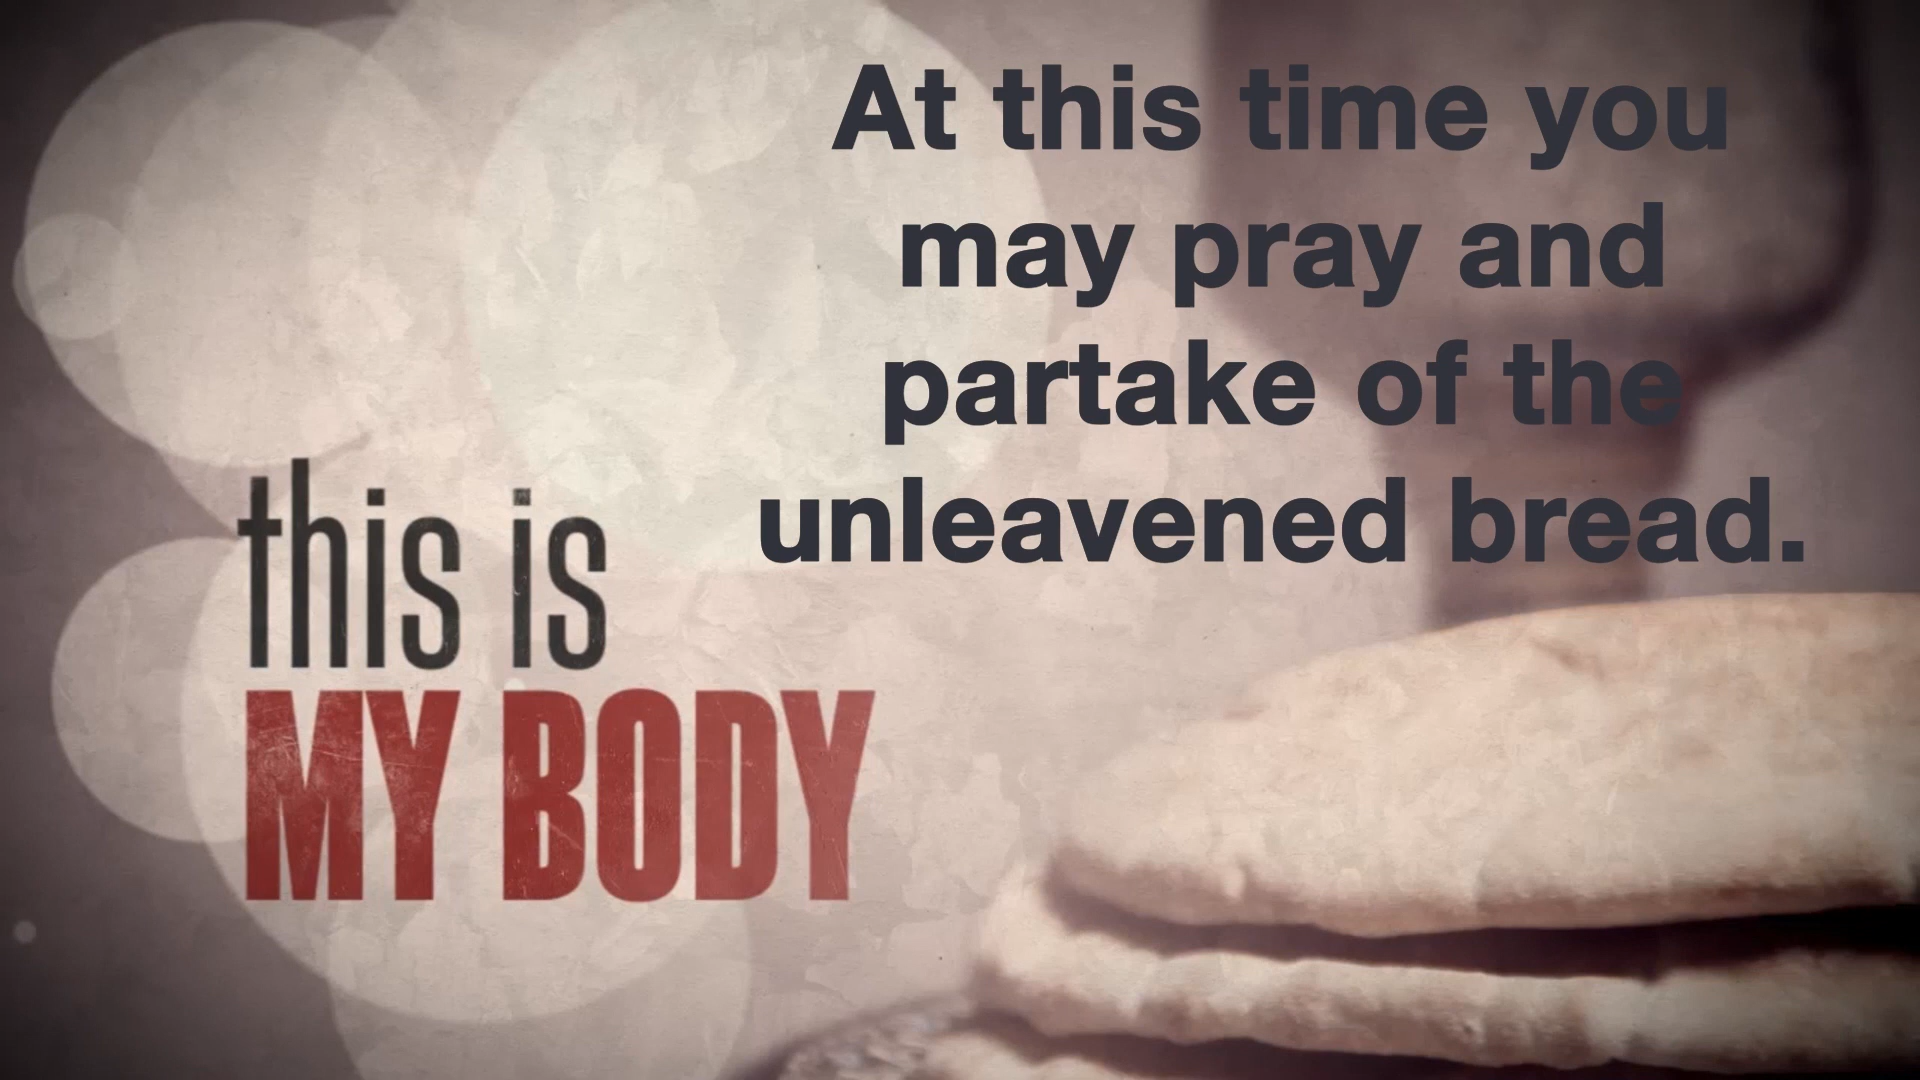 At this time you
may pray and
partake of the
unleavened bread.
this is
MY BODY